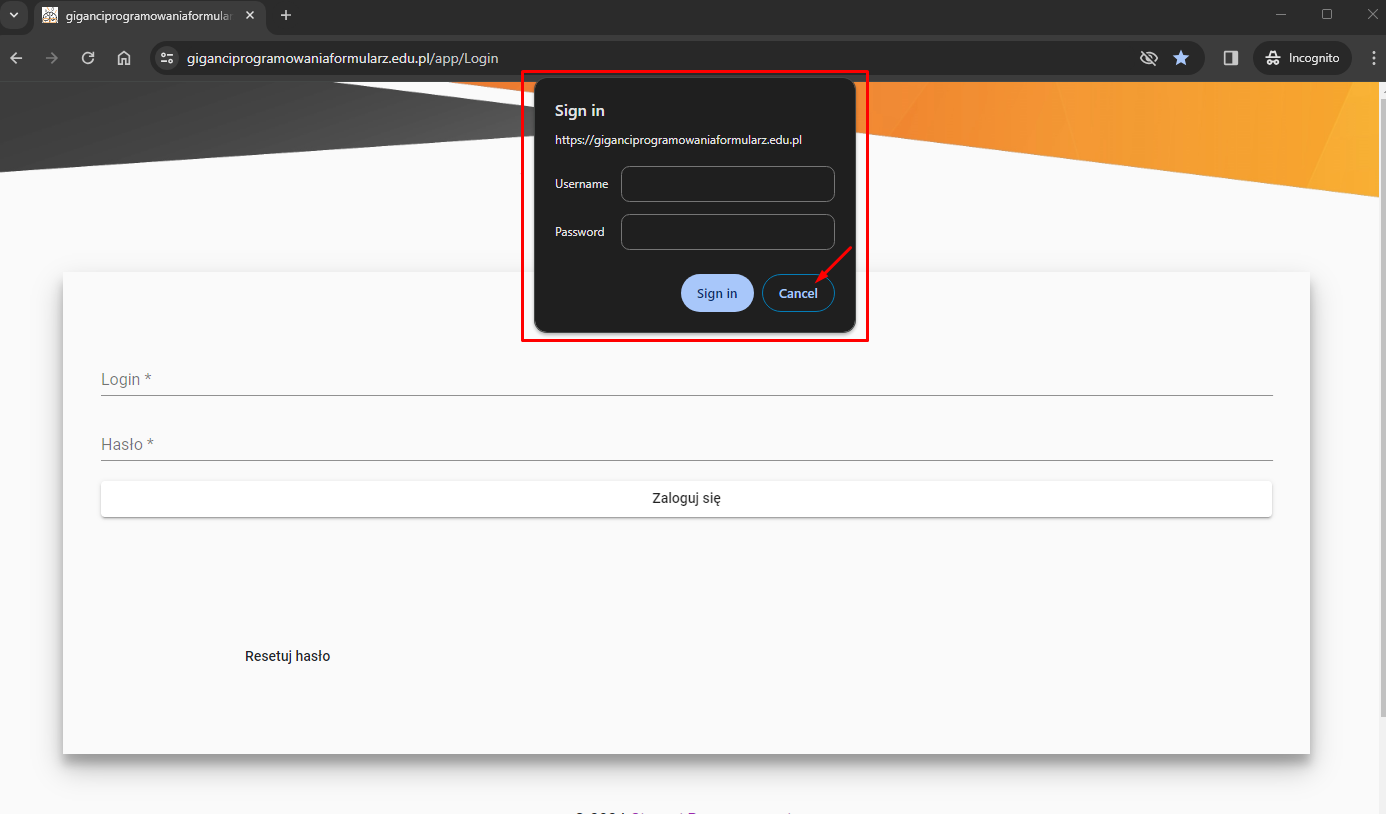 giganciprogramowaniaformular
giganciprogramowaniaformularz.edu.pl/app/Login
Incognito
Sign in
https://giganciprogramowaniaformularz.edu.pl
Username
Password
Sign in
Cancel
Login *
Hasło *
Zaloguj się
Resetuj hasło